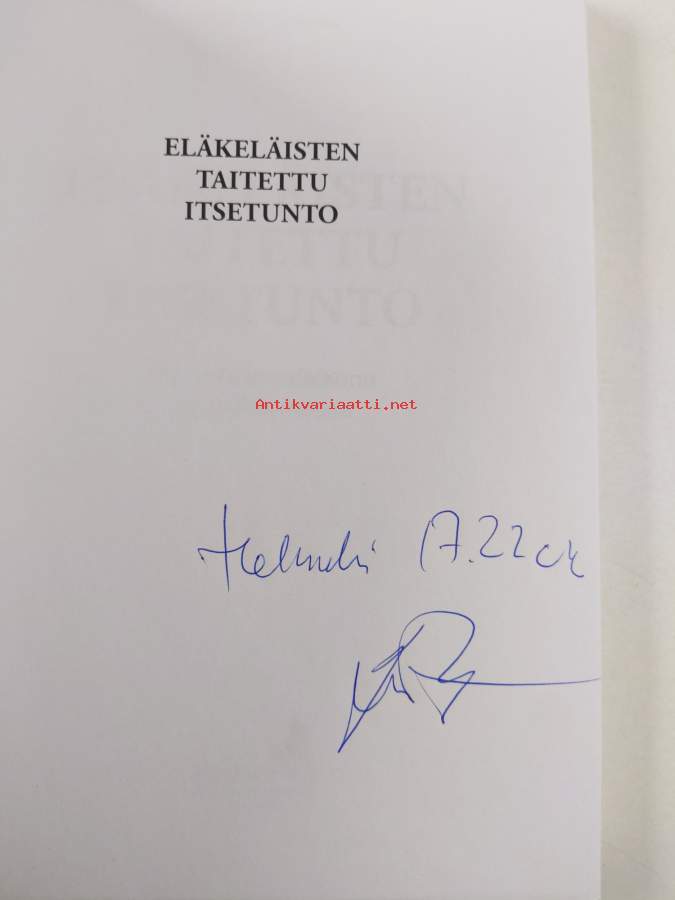 ELÄKELÄISTEN
TAITETTU
ITSETUNTO
Antikvariaatti.net
Helsinki 17.2204